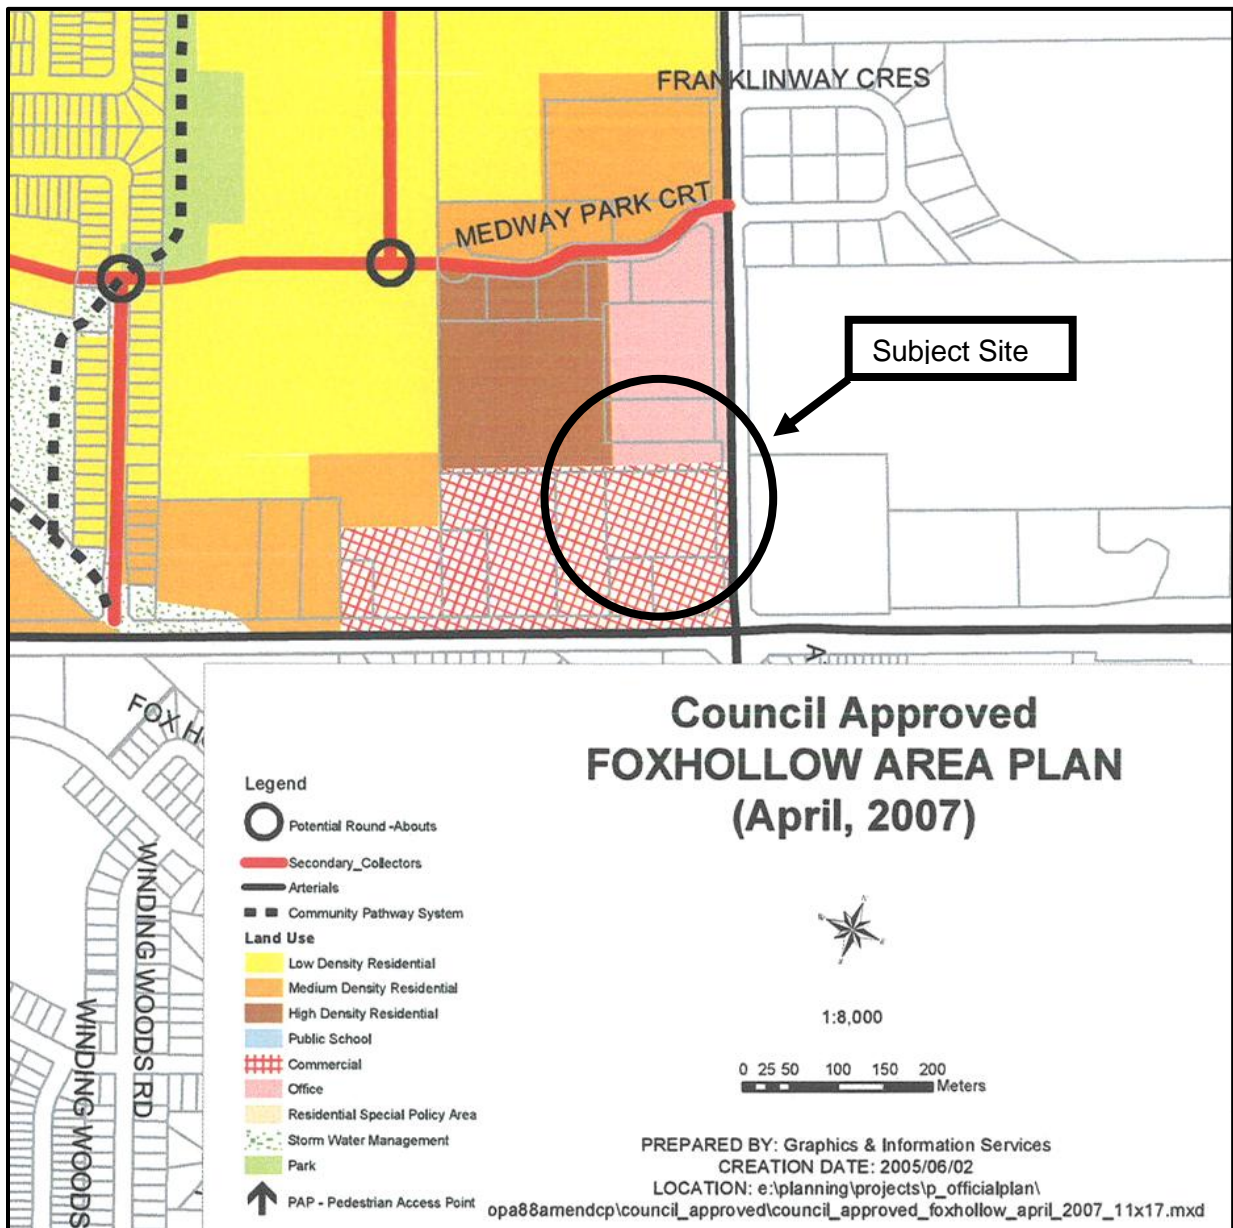 FRANKLINWAY CRES
MEDWAY PARK CRT
Subject Site
A
FOX H
WINDING WOODS RD
WINDING WOODS
Council Approved
FOXHOLLOW AREA PLAN
(April, 2007)
Legend
Potential Round -Abouts
Secondary_Collectors
Arterials
Community Pathway System
Land Use
Low Density Residential
Medium Density Residential
High Density Residential
Public School
Commercial
Office
Residential Special Policy Area
Storm Water Management
Park
PAP - Pedestrian Access Point
1:8,000
0 25 50 100 150 200
Meters
PREPARED BY: Graphics & Information Services
CREATION DATE: 2005/06/02
LOCATION: e:\planning\projects\p_officialplan\
opa88amendcp\council_approved\council_approved_foxhollow_april_2007_11x17.mxd